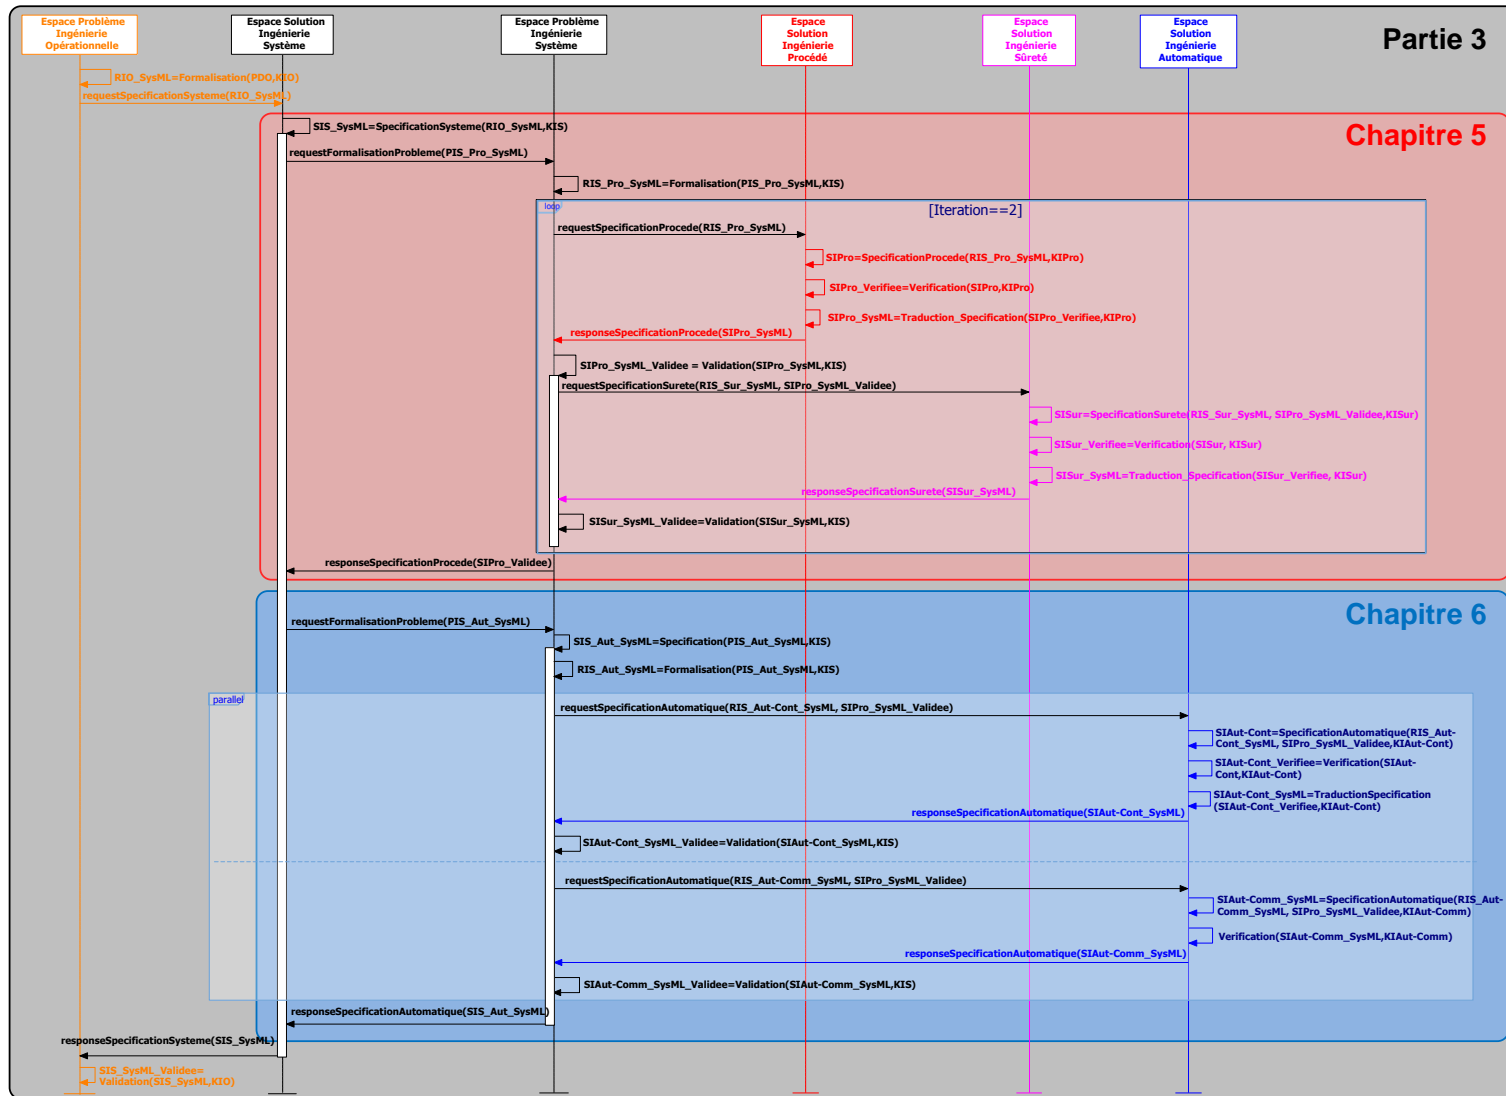 Espace Problème
Ingénierie
Opérationnelle
Espace Solution
Ingénierie
Système
Espace Problème
Ingénierie
Système
Espace
Solution
Ingénierie
Procédé
Espace
Solution
Ingénierie
Sûreté
Espace
Solution
Ingénierie
Automatique
Partie 3
RIO_SysML=Formalisation(PDO,KIO)
requestSpecificationSysteme(RIO_SysML)
Chapitre 5
SIS_SysML=SpecificationSysteme(RIO_SysML,KIS)
requestFormalisationProbleme(PIS_Pro_SysML)
RIS_Pro_SysML=Formalisation(PIS_Pro_SysML,KIS)
loop
[Iteration==2]
requestSpecificationProcede(RIS_Pro_SysML)
SIPro=SpecificationProcede(RIS_Pro_SysML,KIPro)
SIPro_Verifiee=Verification(SIPro,KIPro)
SIPro_SysML=Traduction_Specification(SIPro_Verifiee,KIPro)
responseSpecificationProcede(SIPro_SysML)
SIPro_SysML_Validee = Validation(SIPro_SysML,KIS)
requestSpecificationSurete(RIS_Sur_SysML, SIPro_SysML_Validee)
SISur=SpecificationSurete(RIS_Sur_SysML, SIPro_SysML_Validee,KISur)
SISur_Verifiee=Verification(SISur, KISur)
SISur_SysML=Traduction_Specification(SISur_Verifiee, KISur)
responseSpecificationSurete(SISur_SysML)
SISur_SysML_Validee=Validation(SISur_SysML,KIS)
responseSpecificationProcede(SIPro_Validee)
Chapitre 6
requestFormalisationProbleme(PIS_Aut_SysML)
SIS_Aut_SysML=Specification(PIS_Aut_SysML,KIS)
RIS_Aut_SysML=Formalisation(PIS_Aut_SysML,KIS)
parallel
requestSpecificationAutomatique(RIS_Aut-Cont_SysML, SIPro_SysML_Validee)
SIAut-Cont=SpecificationAutomatique(RIS_Aut-
Cont_SysML, SIPro_SysML_Validee,KIAut-Cont)
SIAut-Cont_Verifiee=Verification(SIAut-
Cont,KIAut-Cont)
SIAut-Cont_SysML=TraductionSpecification
(SIAut-Cont_Verifiee,KIAut-Cont)
responseSpecificationAutomatique(SIAut-Cont_SysML)
SIAut-Cont_SysML_Validee=Validation(SIAut-Cont_SysML,KIS)
requestSpecificationAutomatique(RIS_Aut-Comm_SysML, SIPro_SysML_Validee)
SIAut-Comm_SysML=SpecificationAutomatique(RIS_Aut-
Comm_SysML, SIPro_SysML_Validee,KIAut-Comm)
Verification(SIAut-Comm_SysML,KIAut-Comm)
responseSpecificationAutomatique(SIAut-Comm_SysML)
SIAut-Comm_SysML_Validee=Validation(SIAut-Comm_SysML,KIS)
responseSpecificationAutomatique(SIS_Aut_SysML)
responseSpecificationSysteme(SIS_SysML)
SIS_SysML_Validee=
Validation(SIS_SysML,KIO)